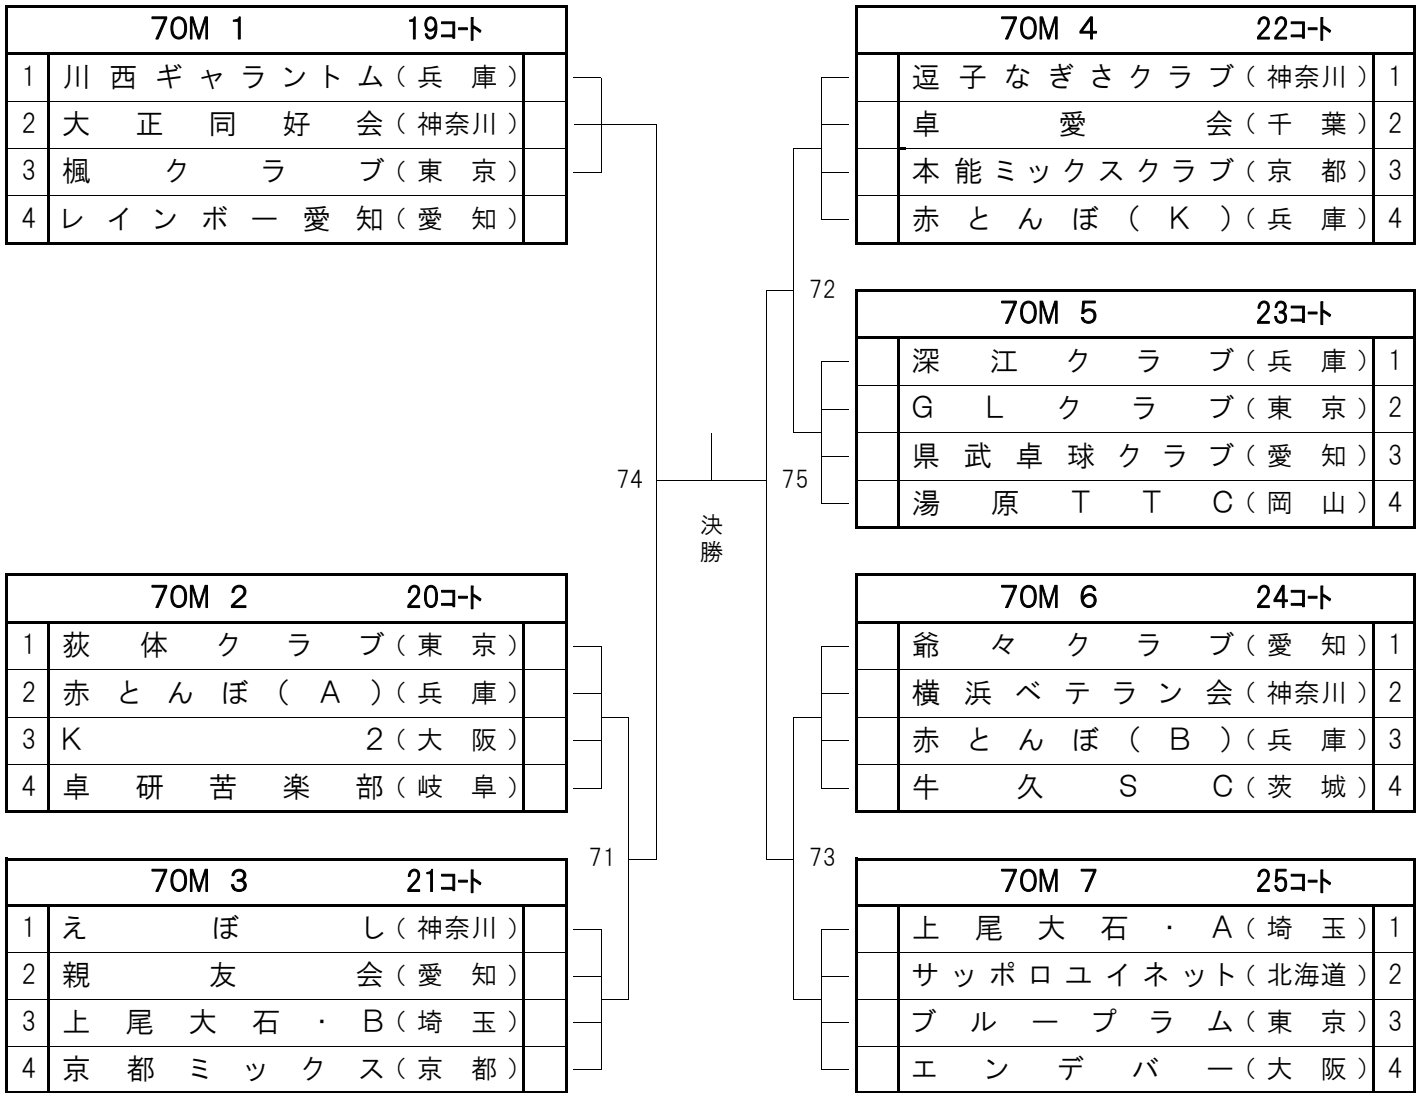 70M 1 19コート
1 川西ギャラントム(兵庫)
2 大正同好会(神奈川)
3 楓クラブ(東京)
4 レインボー愛知(愛知)
70M 2 20コート
1 荻体クラブ(東京)
2 赤とんぼ(A)(兵庫)
3 K2(大阪)
4 卓研苦楽部(岐阜)
70M 3 21コート
1 えぼし(神奈川)
2 親友会(愛知)
3 上尾大石・B(埼玉)
4 京都ミックス(京都)
71
74
決勝
75
72
73
70M 4 22コート
逗子なぎさクラブ(神奈川) 1
卓愛会(千葉) 2
本能ミックスクラブ(京都) 3
赤とんぼ(K)(兵庫) 4
70M 5 23コート
深江クラブ(兵庫) 1
GLクラブ(東京) 2
県武卓球クラブ(愛知) 3
湯原TTC(岡山) 4
70M 6 24コート
爺々クラブ(愛知) 1
横浜ベテラン会(神奈川) 2
赤とんぼ(B)(兵庫) 3
牛久SC(茨城) 4
70M 7 25コート
上尾大石・A(埼玉) 1
サッポロユイネット(北海道) 2
ブループラム(東京) 3
エンデバー(大阪) 4